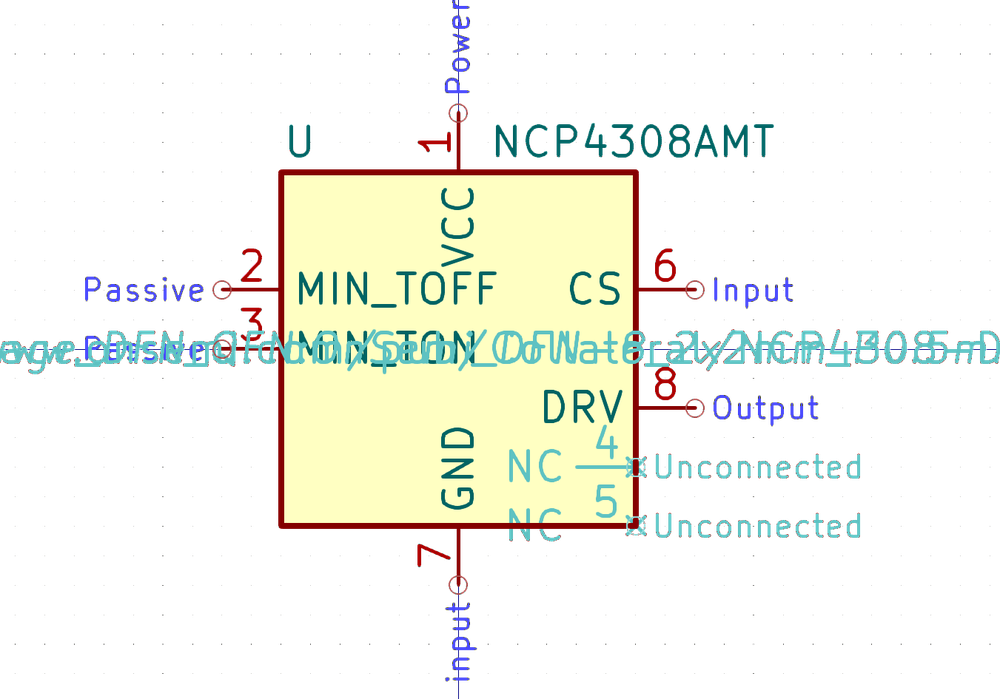 Power
1
U
NCP4308AMT
VCC
2
Passive
MIN_TOFF
6
CS
Input
3
Passive
MIN_TON
8
DRV
Output
4
NC
Unconnected
GND
5
NC
Unconnected
7
input